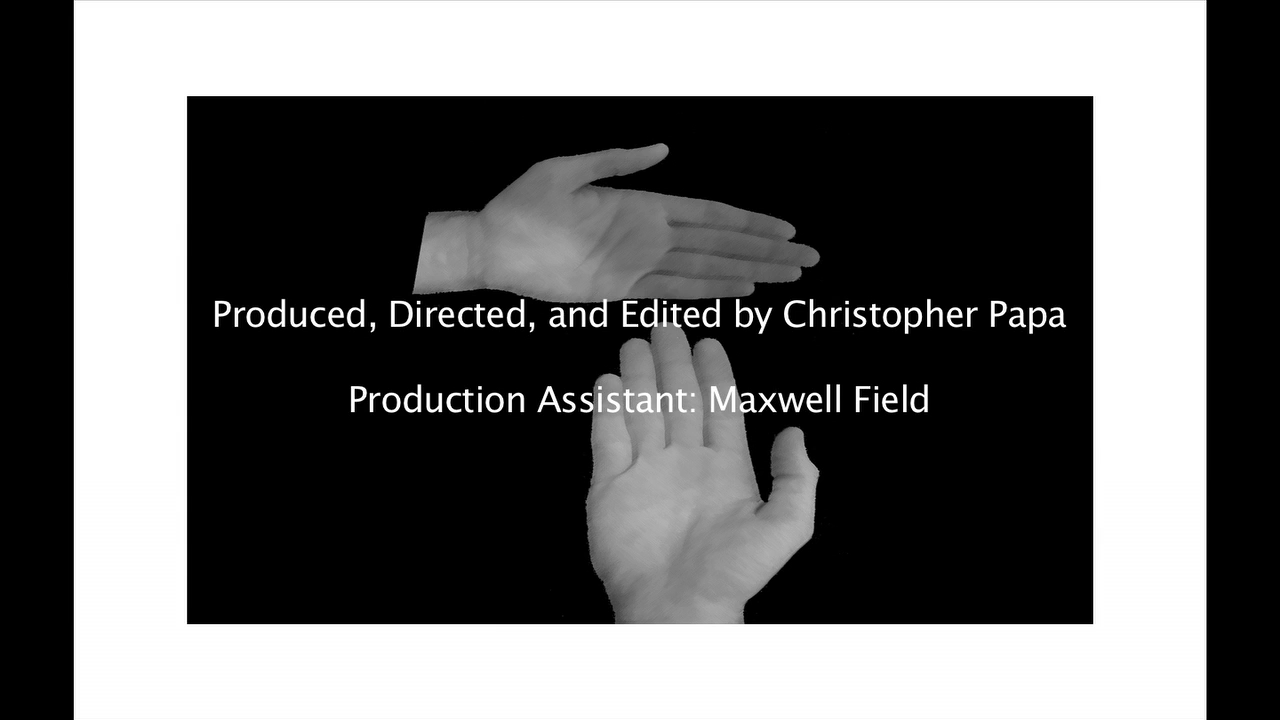 Produced, Directed, and Edited by Christopher Papa
Production Assistant: Maxwell Field